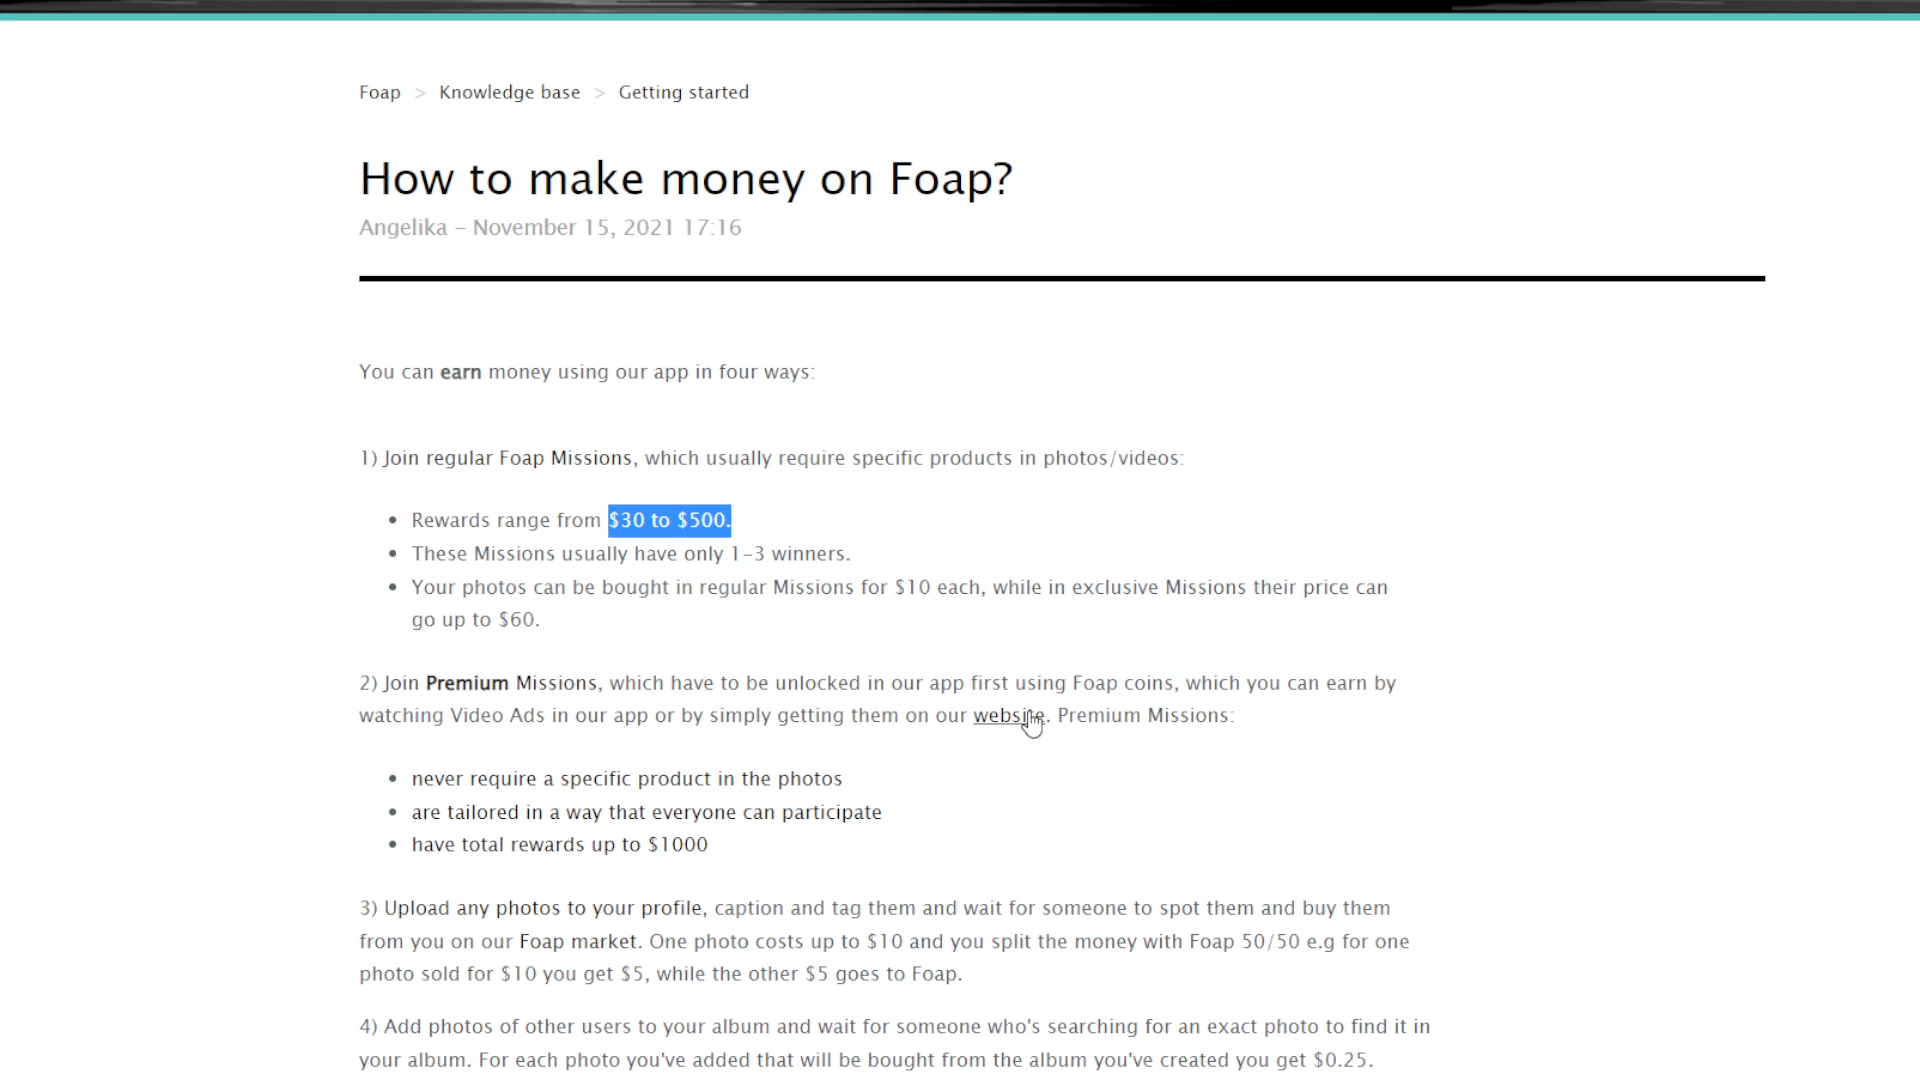 Foap > Knowledge base > Getting started
How to make money on Foap?
Angelika – November 15, 2021 17:16
You can earn money using our app in four ways:
1) Join regular Foap Missions, which usually require specific products in photos/videos:
• Rewards range from $30 to $500.
• These Missions usually have only 1–3 winners.
• Your photos can be bought in regular Missions for $10 each, while in exclusive Missions their price can
go up to $60.
2) Join Premium Missions, which have to be unlocked in our app first using Foap coins, which you can earn by
watching Video Ads in our app or by simply getting them on our website. Premium Missions:
• never require a specific product in the photos
• are tailored in a way that everyone can participate
• have total rewards up to $1000
3) Upload any photos to your profile, caption and tag them and wait for someone to spot them and buy them
from you on our Foap market. One photo costs up to $10 and you split the money with Foap 50/50 e.g for one
photo sold for $10 you get $5, while the other $5 goes to Foap.
4) Add photos of other users to your album and wait for someone who's searching for an exact photo to find it in
your album. For each photo you've added that will be bought from the album you've created you get $0.25.